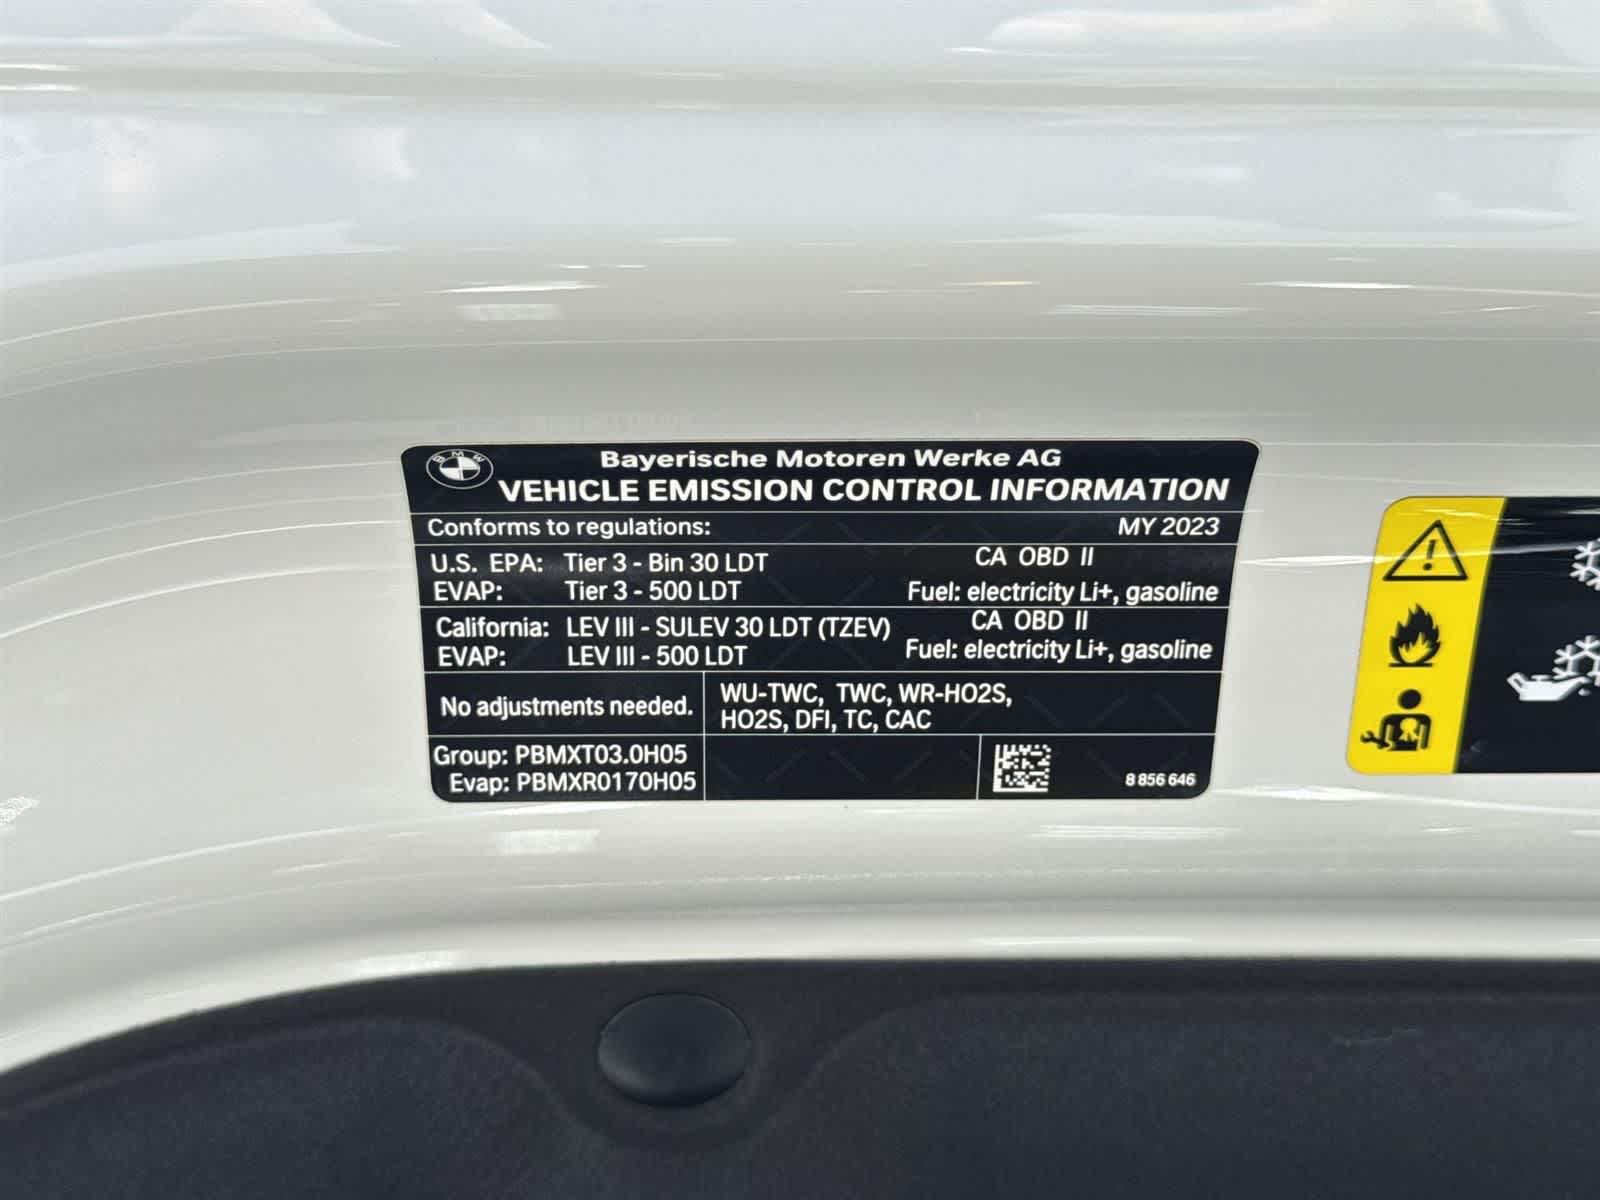 BMW
Bayerische Motoren Werke AG
VEHICLE EMISSION CONTROL INFORMATION
Conforms to regulations: MY 2023
U.S. EPA: Tier 3 - Bin 30 LDT CA OBD II
EVAP: Tier 3 - 500 LDT Fuel: electricity Li+, gasoline
California: LEV III - SULEV 30 LDT (TZEV) CA OBD II
EVAP: LEV III - 500 LDT Fuel: electricity Li+, gasoline
No adjustments needed.
WU-TWC, TWC, WR-HO2S,
HO2S, DFI, TC, CAC
Group: PBMXT03.0H05
Evap: PBMXR0170H05
8 856 646